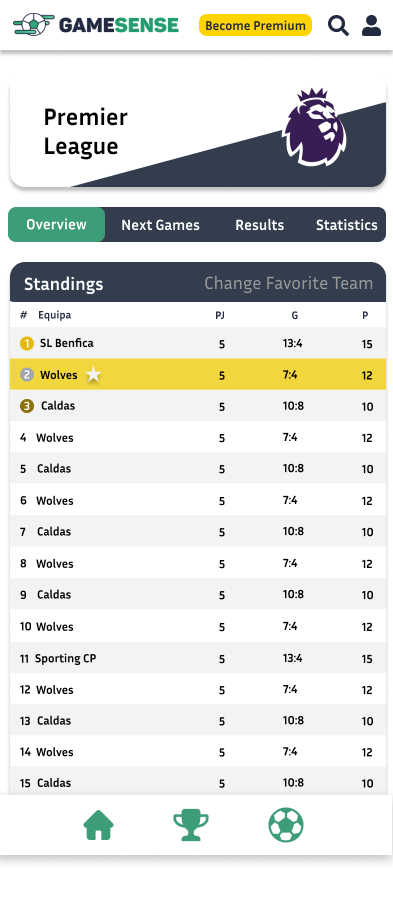 GAMESENSE Become Premium
Premier
League
Overview Next Games Results Statistics
Standings Change Favorite Team
# Equipa PJ G P
1 SL Benfica 5 13:4 15
2 Wolves 5 7:4 12
3 Caldas 5 10:8 10
4 Wolves 5 7:4 12
5 Caldas 5 10:8 10
6 Wolves 5 7:4 12
7 Caldas 5 10:8 10
8 Wolves 5 7:4 12
9 Caldas 5 10:8 10
10 Wolves 5 7:4 12
11 Sporting CP 5 13:4 15
12 Wolves 5 7:4 12
13 Caldas 5 10:8 10
14 Wolves 5 7:4 12
15 Caldas 5 10:8 10